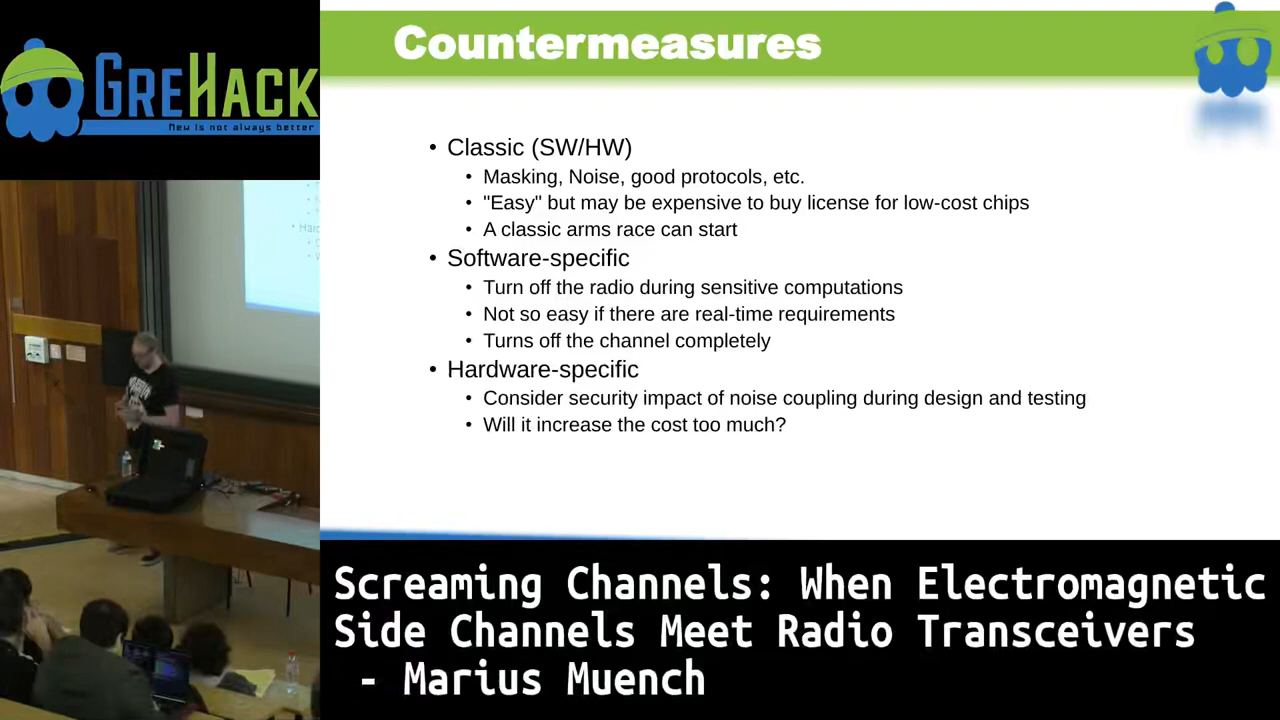 GREHACK
New is not always better
Countermeasures
• Classic (SW/HW)
• Masking, Noise, good protocols, etc.
• "Easy" but may be expensive to buy license for low-cost chips
• A classic arms race can start
• Software-specific
• Turn off the radio during sensitive computations
• Not so easy if there are real-time requirements
• Turns off the channel completely
• Hardware-specific
• Consider security impact of noise coupling during design and testing
• Will it increase the cost too much?
Screaming Channels: When Electromagnetic
Side Channels Meet Radio Transceivers
- Marius Muench